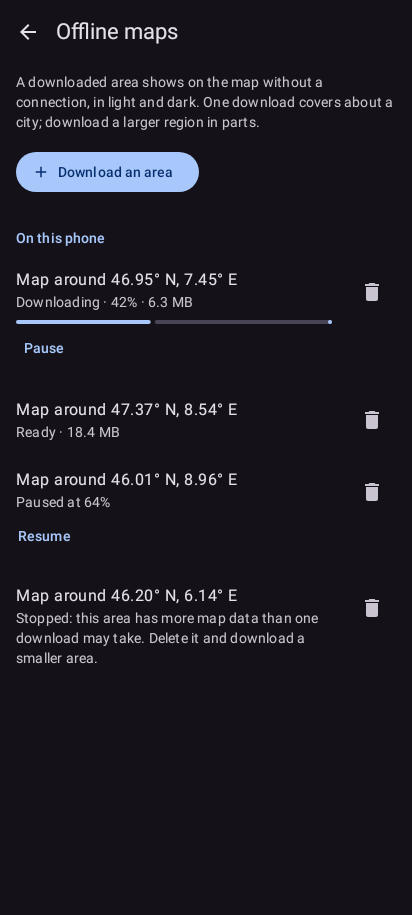 Offline maps
A downloaded area shows on the map without a
connection, in light and dark. One download covers about a
city; download a larger region in parts.
Download an area
On this phone
Map around 46.95° N, 7.45° E
Downloading · 42% · 6.3 MB
Pause
Map around 47.37° N, 8.54° E
Ready · 18.4 MB
Map around 46.01° N, 8.96° E
Paused at 64%
Resume
Map around 46.20° N, 6.14° E
Stopped: this area has more map data than one
download may take. Delete it and download a
smaller area.